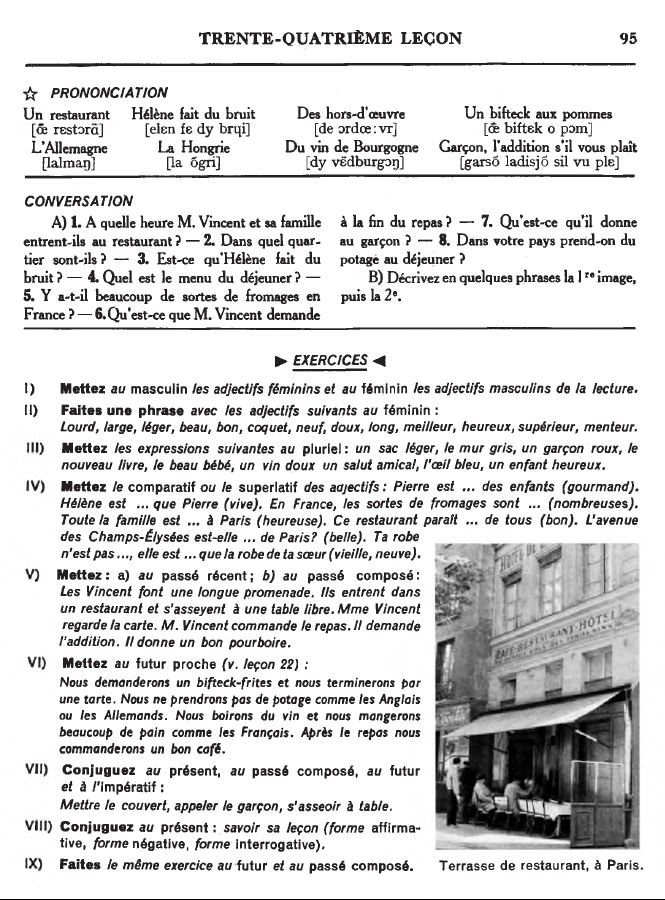 TRENTE-QUATRIÈME LEÇON 95
☆ PRONONCIATION
Un restaurant Hélène fait du bruit Des hors-d'œuvre Un bifteck aux pommes
[œ̃ rɛstɔrɑ̃] [elɛn fɛ dy brɥi] [de ɔrdœ:vr] [œ̃ biftɛk o pɔm]
L'Allemagne La Hongrie Du vin de Bourgogne Garçon, l'addition s'il vous plaît
[lalmaɲ] [la ɔ̃gri] [dy vɛ̃dburgɔɲ] [garsɔ̃ ladisjɔ̃ sil vu plɛ]
CONVERSATION
A) 1. A quelle heure M. Vincent et sa famille
entrent-ils au restaurant ? — 2. Dans quel quar-
tier sont-ils ? — 3. Est-ce qu'Hélène fait du
bruit ? — 4. Quel est le menu du déjeuner ? —
5. Y a-t-il beaucoup de sortes de fromages en
France ? — 6. Qu'est-ce que M. Vincent demande
à la fin du repas ? — 7. Qu'est-ce qu'il donne
au garçon ? — 8. Dans votre pays prend-on du
potage au déjeuner ?
B) Décrivez en quelques phrases la 1re image,
puis la 2e.
► EXERCICES ◄
I) Mettez au masculin les adjectifs féminins et au féminin les adjectifs masculins de la lecture.
II) Faites une phrase avec les adjectifs suivants au féminin :
Lourd, large, léger, beau, bon, coquet, neuf, doux, long, meilleur, heureux, supérieur, menteur.
III) Mettez les expressions suivantes au pluriel : un sac léger, le mur gris, un garçon roux, le
nouveau livre, le beau bébé, un vin doux un salut amical, l'œil bleu, un enfant heureux.
IV) Mettez le comparatif ou le superlatif des adjectifs : Pierre est ... des enfants (gourmand).
Hélène est ... que Pierre (vive). En France, les sortes de fromages sont ... (nombreuses).
Toute la famille est ... à Paris (heureuse). Ce restaurant paraît ... de tous (bon). L'avenue
des Champs-Élysées est-elle ... de Paris? (belle). Ta robe
n'est pas ..., elle est ... que la robe de ta sœur (vieille, neuve).
V) Mettez : a) au passé récent ; b) au passé composé :
Les Vincent font une longue promenade. Ils entrent dans
un restaurant et s'asseyent à une table libre. Mme Vincent
regarde la carte. M. Vincent commande le repas. Il demande
l'addition. Il donne un bon pourboire.
VI) Mettez au futur proche (v. leçon 22) :
Nous demanderons un bifteck-frites et nous terminerons par
une tarte. Nous ne prendrons pas de potage comme les Anglais
ou les Allemands. Nous boirons du vin et nous mangerons
beaucoup de pain comme les Français. Après le repas nous
commanderons un bon café.
VII) Conjuguez au présent, au passé composé, au futur
et à l'impératif :
Mettre le couvert, appeler le garçon, s'asseoir à table.
VIII) Conjuguez au présent : savoir sa leçon (forme affirma-
tive, forme négative, forme interrogative).
IX) Faites le même exercice au futur et au passé composé.
HOTEL DE
CAFÉ-RESTAURANT-HÔTEL
Terrasse de restaurant, à Paris.